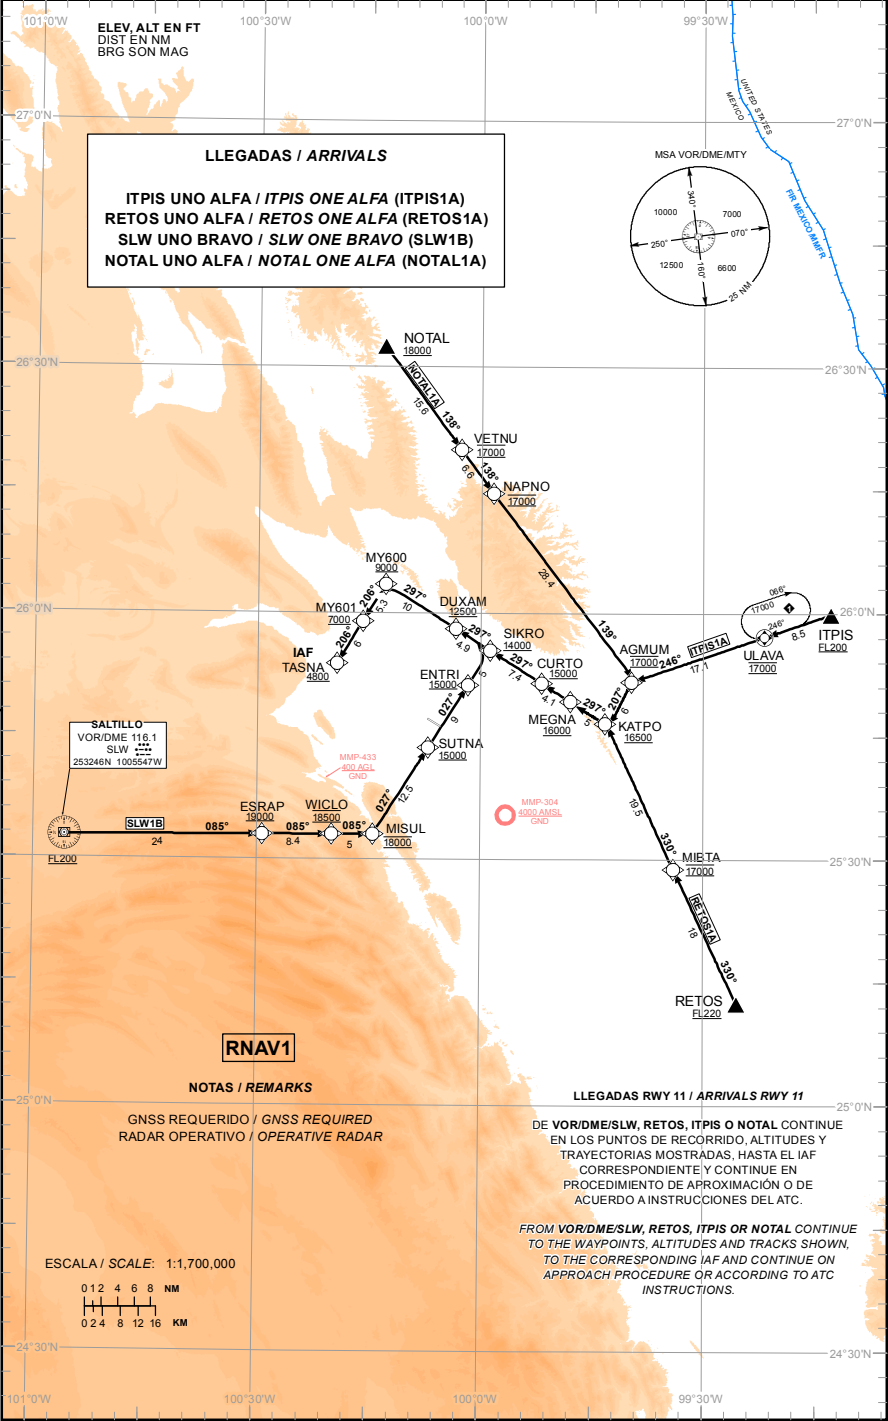 101°0'W
100°30'W
100°0'W
99°30'W
ELEV, ALT EN FT
DIST EN NM
BRG SON MAG
27°0'N
27°0'N
UNITED STATES
MEXICO
FIR MEXICO/MMFR
LLEGADAS / ARRIVALS
ITPIS UNO ALFA / ITPIS ONE ALFA (ITPIS1A)
RETOS UNO ALFA / RETOS ONE ALFA (RETOS1A)
SLW UNO BRAVO / SLW ONE BRAVO (SLW1B)
NOTAL UNO ALFA / NOTAL ONE ALFA (NOTAL1A)
MSA VOR/DME/MTY
340°
10000
7000
070°
250°
12500
160°
6600
25 NM
26°30'N
26°30'N
NOTAL
18000
NOTAL1A
15.6
138°
VETNU
17000
6.6
138°
NAPNO
17000
28.4
139°
MY600
9000
206°
5.3
297°
10
MY601
7000
206°
6
IAF
TASNA
4800
DUXAM
12500
297°
4.9
SIKRO
297°
7.4
ENTRI
15000
5
CURTO
15000
4.1
MEGNA
16000
297°
5
KATPO
16500
AGMUM
17000
207°
6
246°
ITPIS1A
17.1
066°
17000
246°
ULAVA
17000
8.5
ITPIS
FL200
26°0'N
26°0'N
027°
9
SUTNA
15000
027°
12.5
SALTILLO
VOR/DME 116.1
SLW
253246N 1005547W
FL200
SLW1B
24
085°
ESRAP
19000
085°
8.4
WICLO
18500
085°
5
MISUL
18000
MMP-433
400 AGL
GND
MMP-304
4000 AMSL
GND
19.5
330°
MIETA
17000
RETOS1A
18
330°
RETOS
FL220
25°30'N
RNAV1
NOTAS / REMARKS
GNSS REQUERIDO / GNSS REQUIRED
RADAR OPERATIVO / OPERATIVE RADAR
25°0'N
25°0'N
LLEGADAS RWY 11 / ARRIVALS RWY 11
DE VOR/DME/SLW, RETOS, ITPIS O NOTAL CONTINUE
EN LOS PUNTOS DE RECORRIDO, ALTITUDES Y
TRAYECTORIAS MOSTRADAS, HASTA EL IAF
CORRESPONDIENTE Y CONTINUE EN
PROCEDIMIENTO DE APROXIMACIÓN O DE
ACUERDO A INSTRUCCIONES DEL ATC.
FROM VOR/DME/SLW, RETOS, ITPIS OR NOTAL CONTINUE
TO THE WAYPOINTS, ALTITUDES AND TRACKS SHOWN,
TO THE CORRESPONDING IAF AND CONTINUE ON
APPROACH PROCEDURE OR ACCORDING TO ATC
INSTRUCTIONS.
ESCALA / SCALE: 1:1,700,000
0 1 2 4 6 8 NM
0 2 4 8 12 16 KM
24°30'N
24°30'N
101°0'W
100°30'W
100°0'W
99°30'W